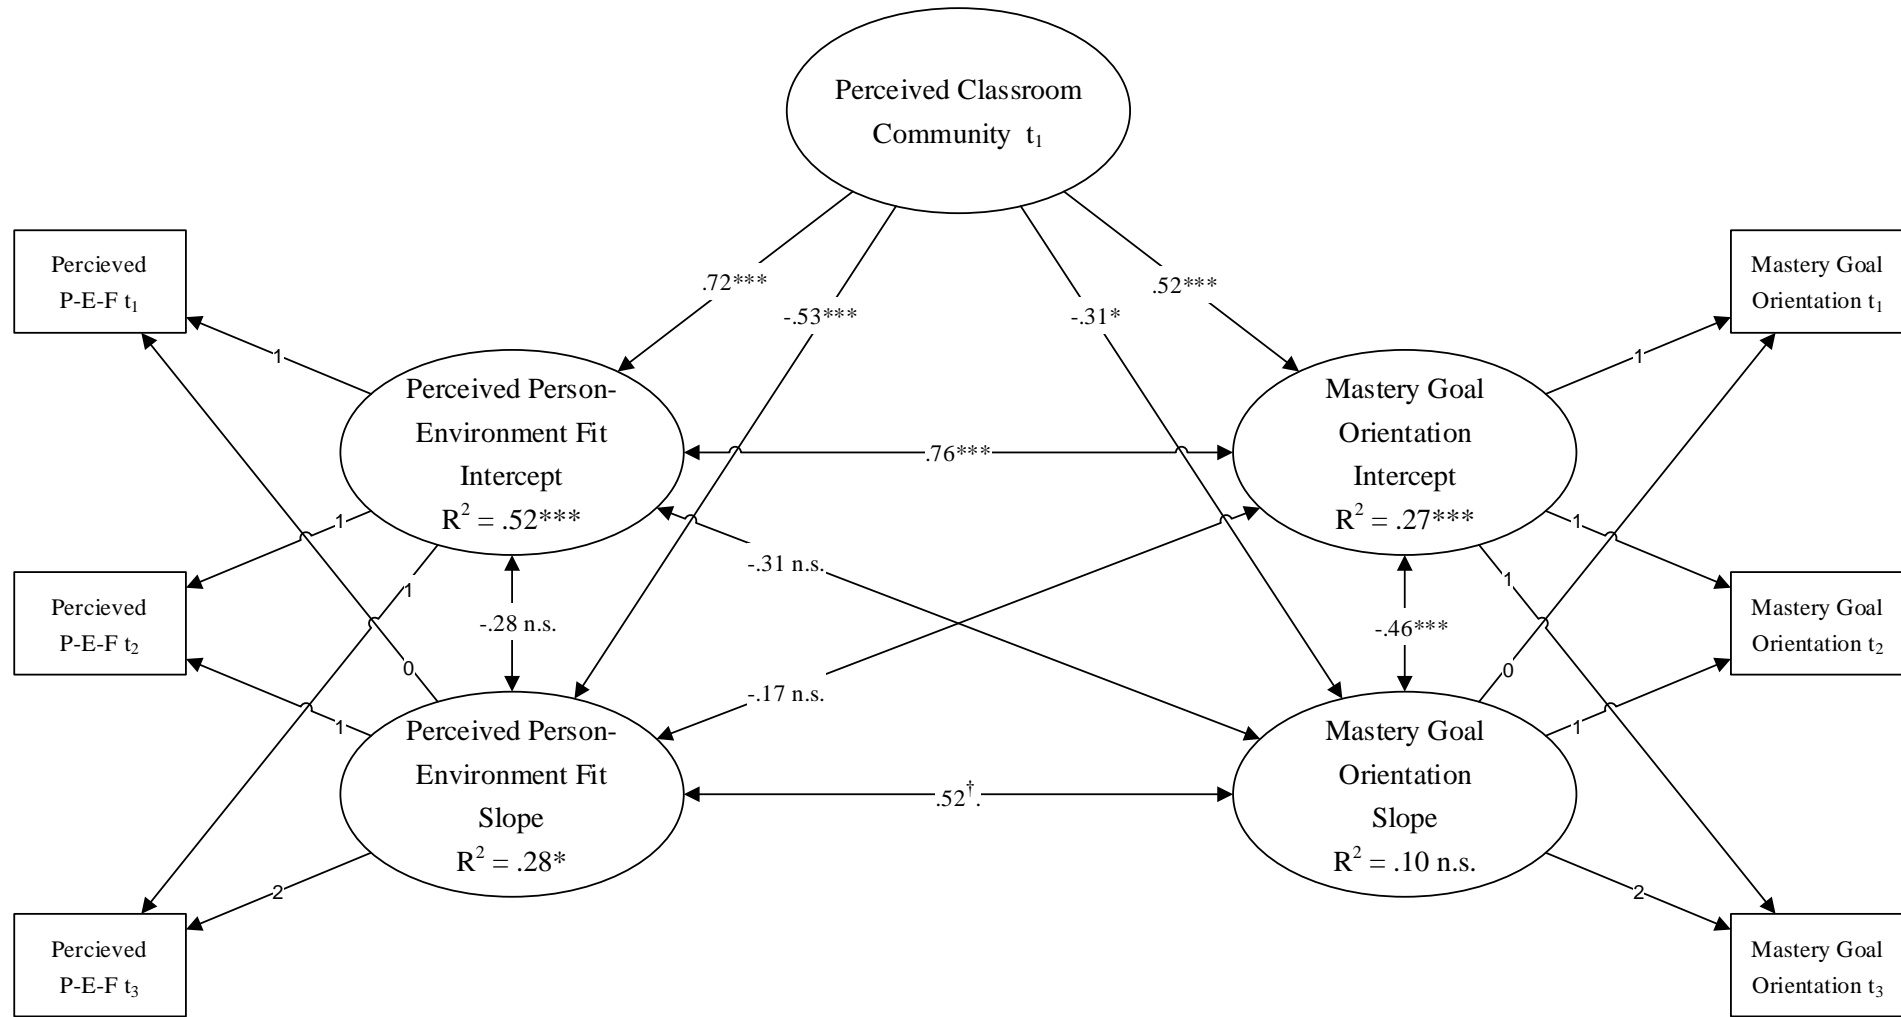 Perceived Classroom
Community t₁
Percieved
P-E-F t₁
Mastery Goal
Orientation t₁
.72***
-.53***
-.31*
.52***
1
1
Perceived Person-
Environment Fit
Intercept
R² = .52***
.76***
Mastery Goal
Orientation
Intercept
R² = .27***
1
1
-.31 n.s.
1
1
Percieved
P-E-F t₂
-.28 n.s.
-.46***
Mastery Goal
Orientation t₂
0
0
-.17 n.s.
1
1
Perceived Person-
Environment Fit
Slope
R² = .28*
.52†.
Mastery Goal
Orientation
Slope
R² = .10 n.s.
2
2
Percieved
P-E-F t₃
Mastery Goal
Orientation t₃